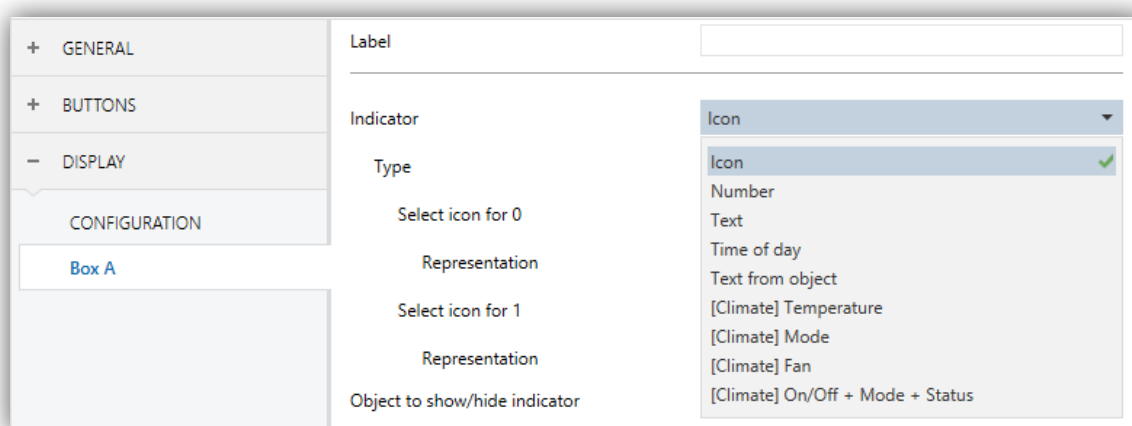 + GENERAL
+ BUTTONS
− DISPLAY
CONFIGURATION
Box A
Label
Indicator
Icon
Type
Select icon for 0
Representation
Select icon for 1
Representation
Object to show/hide indicator
Icon
Number
Text
Time of day
Text from object
[Climate] Temperature
[Climate] Mode
[Climate] Fan
[Climate] On/Off + Mode + Status